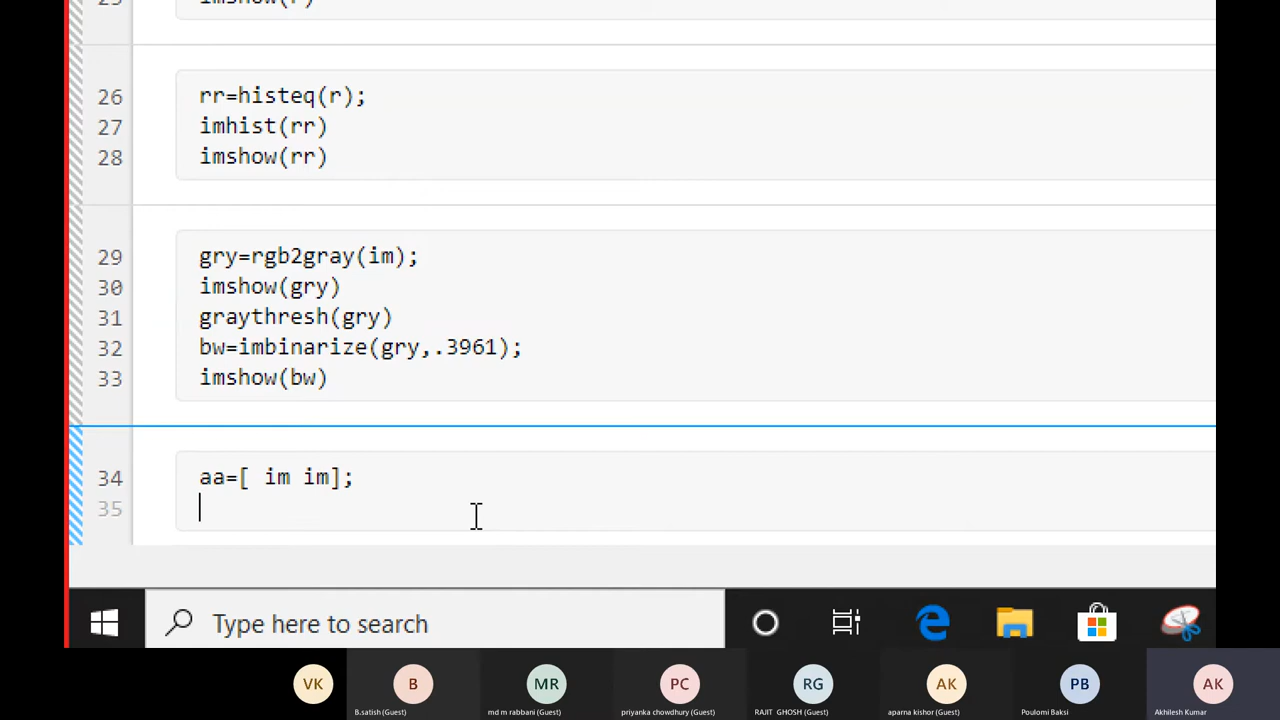 25 imshow(r)
26 rr=histeq(r);
27 imhist(rr)
28 imshow(rr)
29 gry=rgb2gray(im);
30 imshow(gry)
31 graythresh(gry)
32 bw=imbinarize(gry,.3961);
33 imshow(bw)
34 aa=[ im im];
35
Type here to search
VK B MR PC RG AK PB AK
B.satish (Guest) md m rabbani (Guest) priyanka chowdhury (Guest) RAJIT GHOSH (Guest) aparna kishor (Guest) Poulomi Baksi Akhilesh Kumar